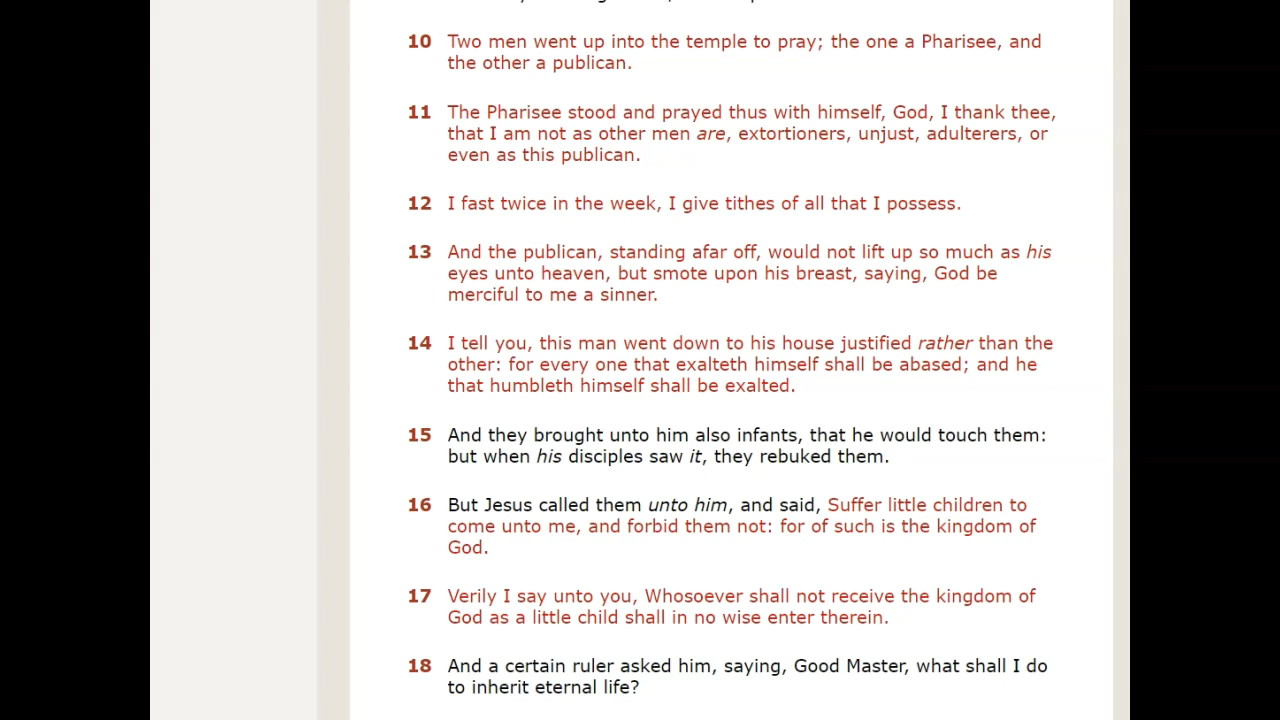 10 Two men went up into the temple to pray; the one a Pharisee, and
the other a publican.
11 The Pharisee stood and prayed thus with himself, God, I thank thee,
that I am not as other men are, extortioners, unjust, adulterers, or
even as this publican.
12 I fast twice in the week, I give tithes of all that I possess.
13 And the publican, standing afar off, would not lift up so much as his
eyes unto heaven, but smote upon his breast, saying, God be
merciful to me a sinner.
14 I tell you, this man went down to his house justified rather than the
other: for every one that exalteth himself shall be abased; and he
that humbleth himself shall be exalted.
15 And they brought unto him also infants, that he would touch them:
but when his disciples saw it, they rebuked them.
16 But Jesus called them unto him, and said, Suffer little children to
come unto me, and forbid them not: for of such is the kingdom of
God.
17 Verily I say unto you, Whosoever shall not receive the kingdom of
God as a little child shall in no wise enter therein.
18 And a certain ruler asked him, saying, Good Master, what shall I do
to inherit eternal life?